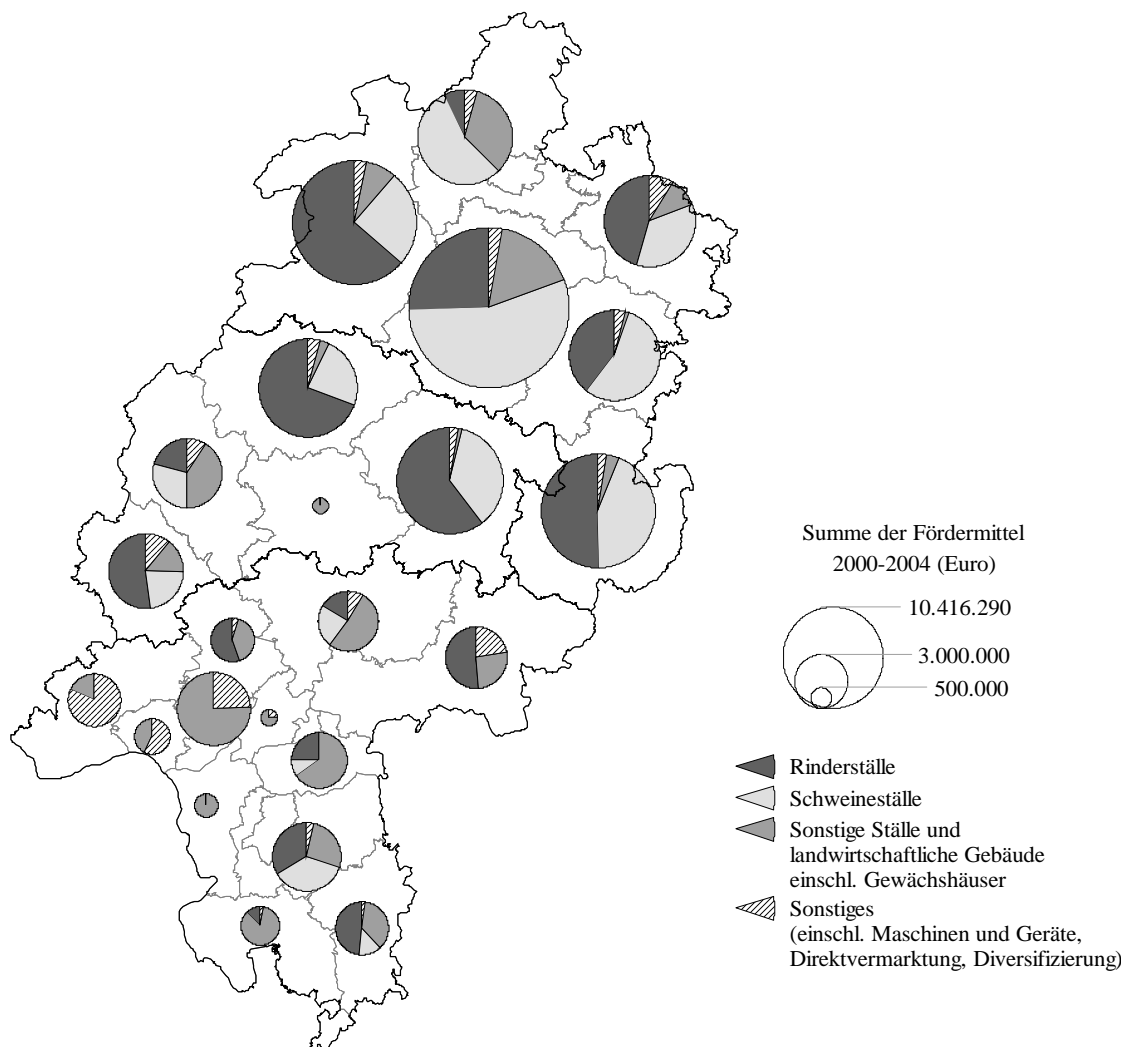 Summe der Fördermittel
2000-2004 (Euro)
10.416.290
3.000.000
500.000
Rinderställe
Schweineställe
Sonstige Ställe und
landwirtschaftliche Gebäude
einschl. Gewächshäuser
Sonstiges
(einschl. Maschinen und Geräte,
Direktvermarktung, Diversifizierung)